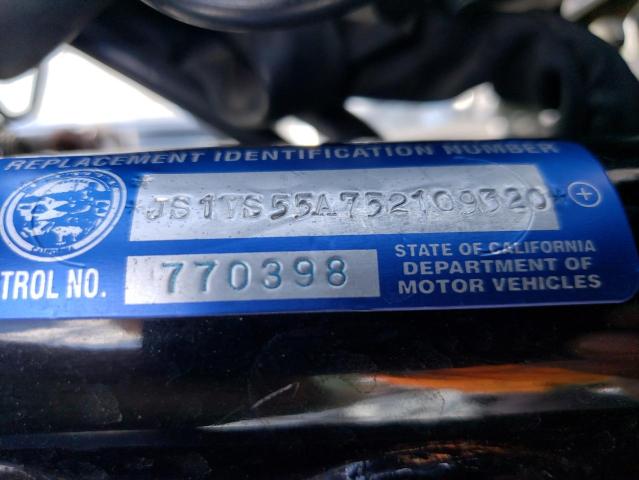 REPLACEMENT IDENTIFICATION NUMBER
*JS1VS55A752109320*
TROL NO. 770398
STATE OF CALIFORNIA
DEPARTMENT OF
MOTOR VEHICLES